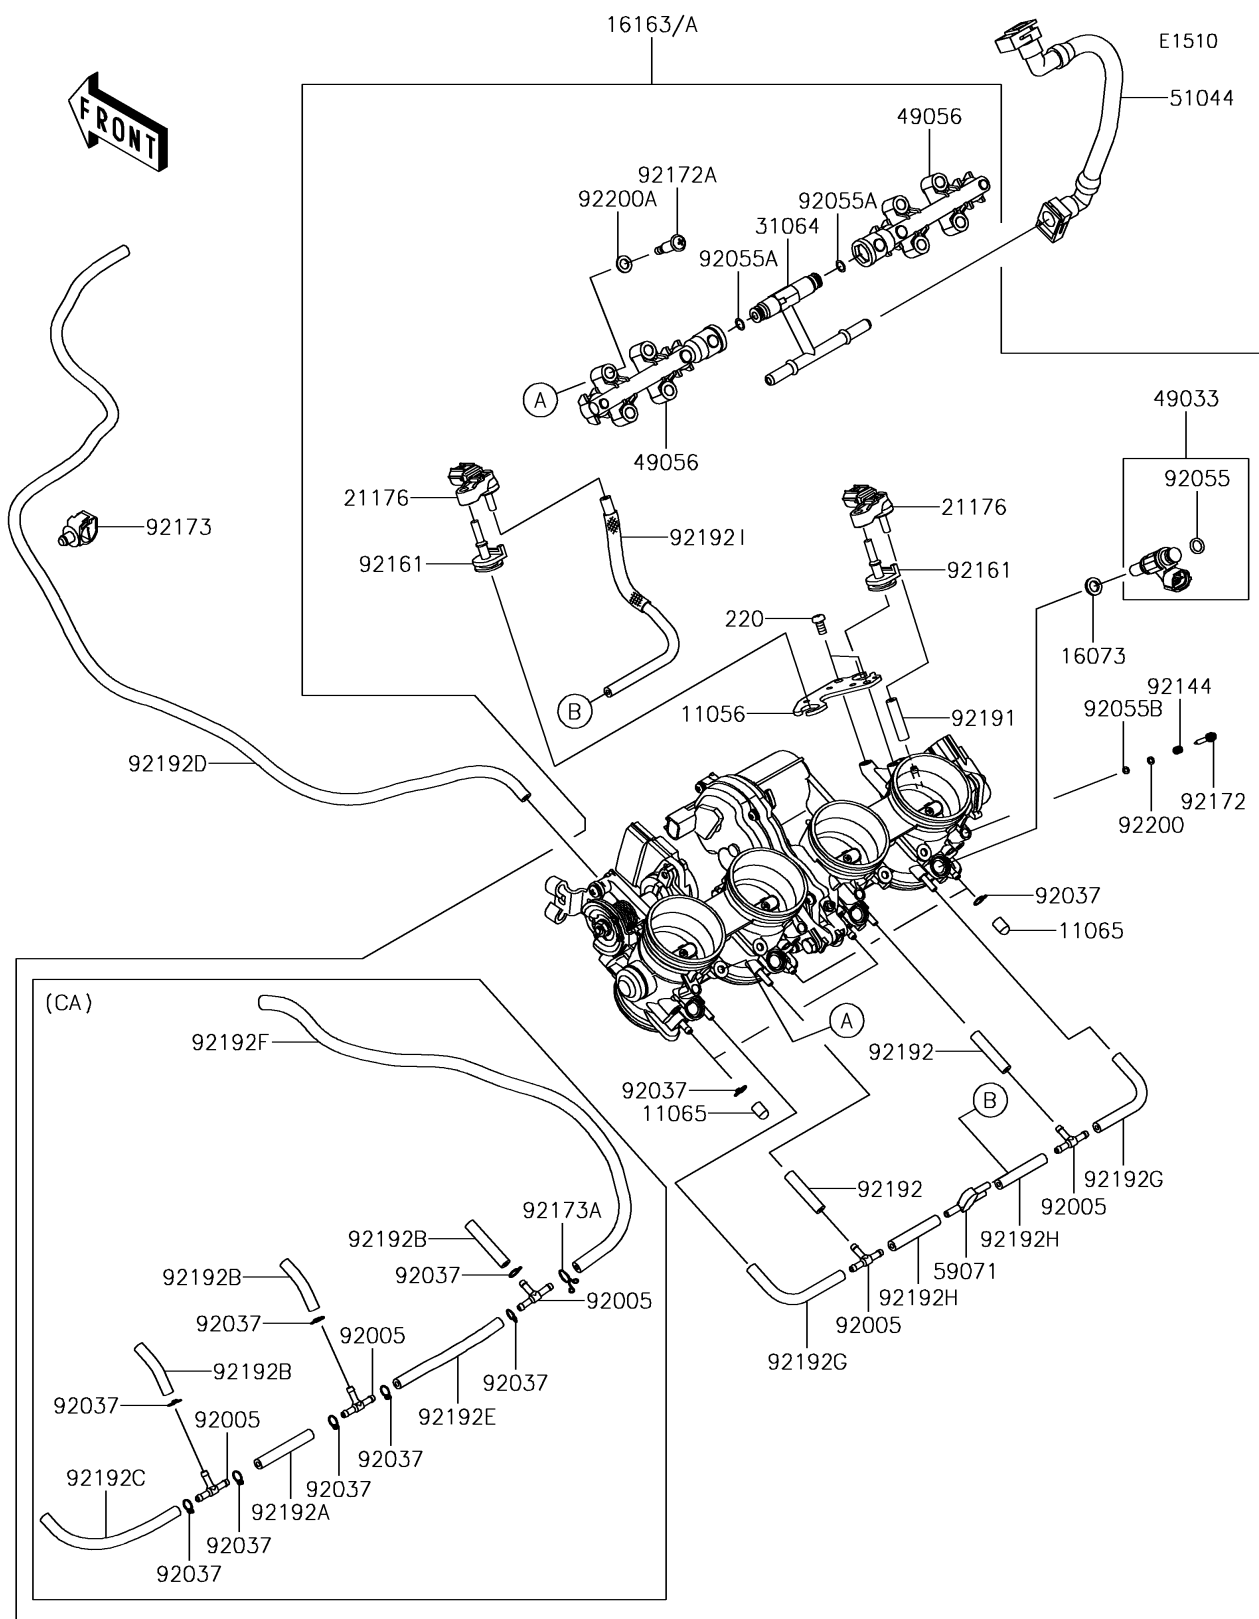 16163/A
E1510
51044
FRONT
49056
92172A
92200A
92055A
31064
92055A
A
49056
49033
92055
21176
92173
92192I
21176
92161
92161
220
16073
B
11056
92191
92144
92055B
92192D
92172
92200
92037
11065
(CA)
A
92192F
92192
92037
11065
B
92192
92192G
92005
92173A
92192B
92192H
92192B
92037
59071
92005
92192H
92037
92005
92005
92192B
92192G
92037
92037
92005
92192E
92037
92192C
92037
92192A
92037
92037